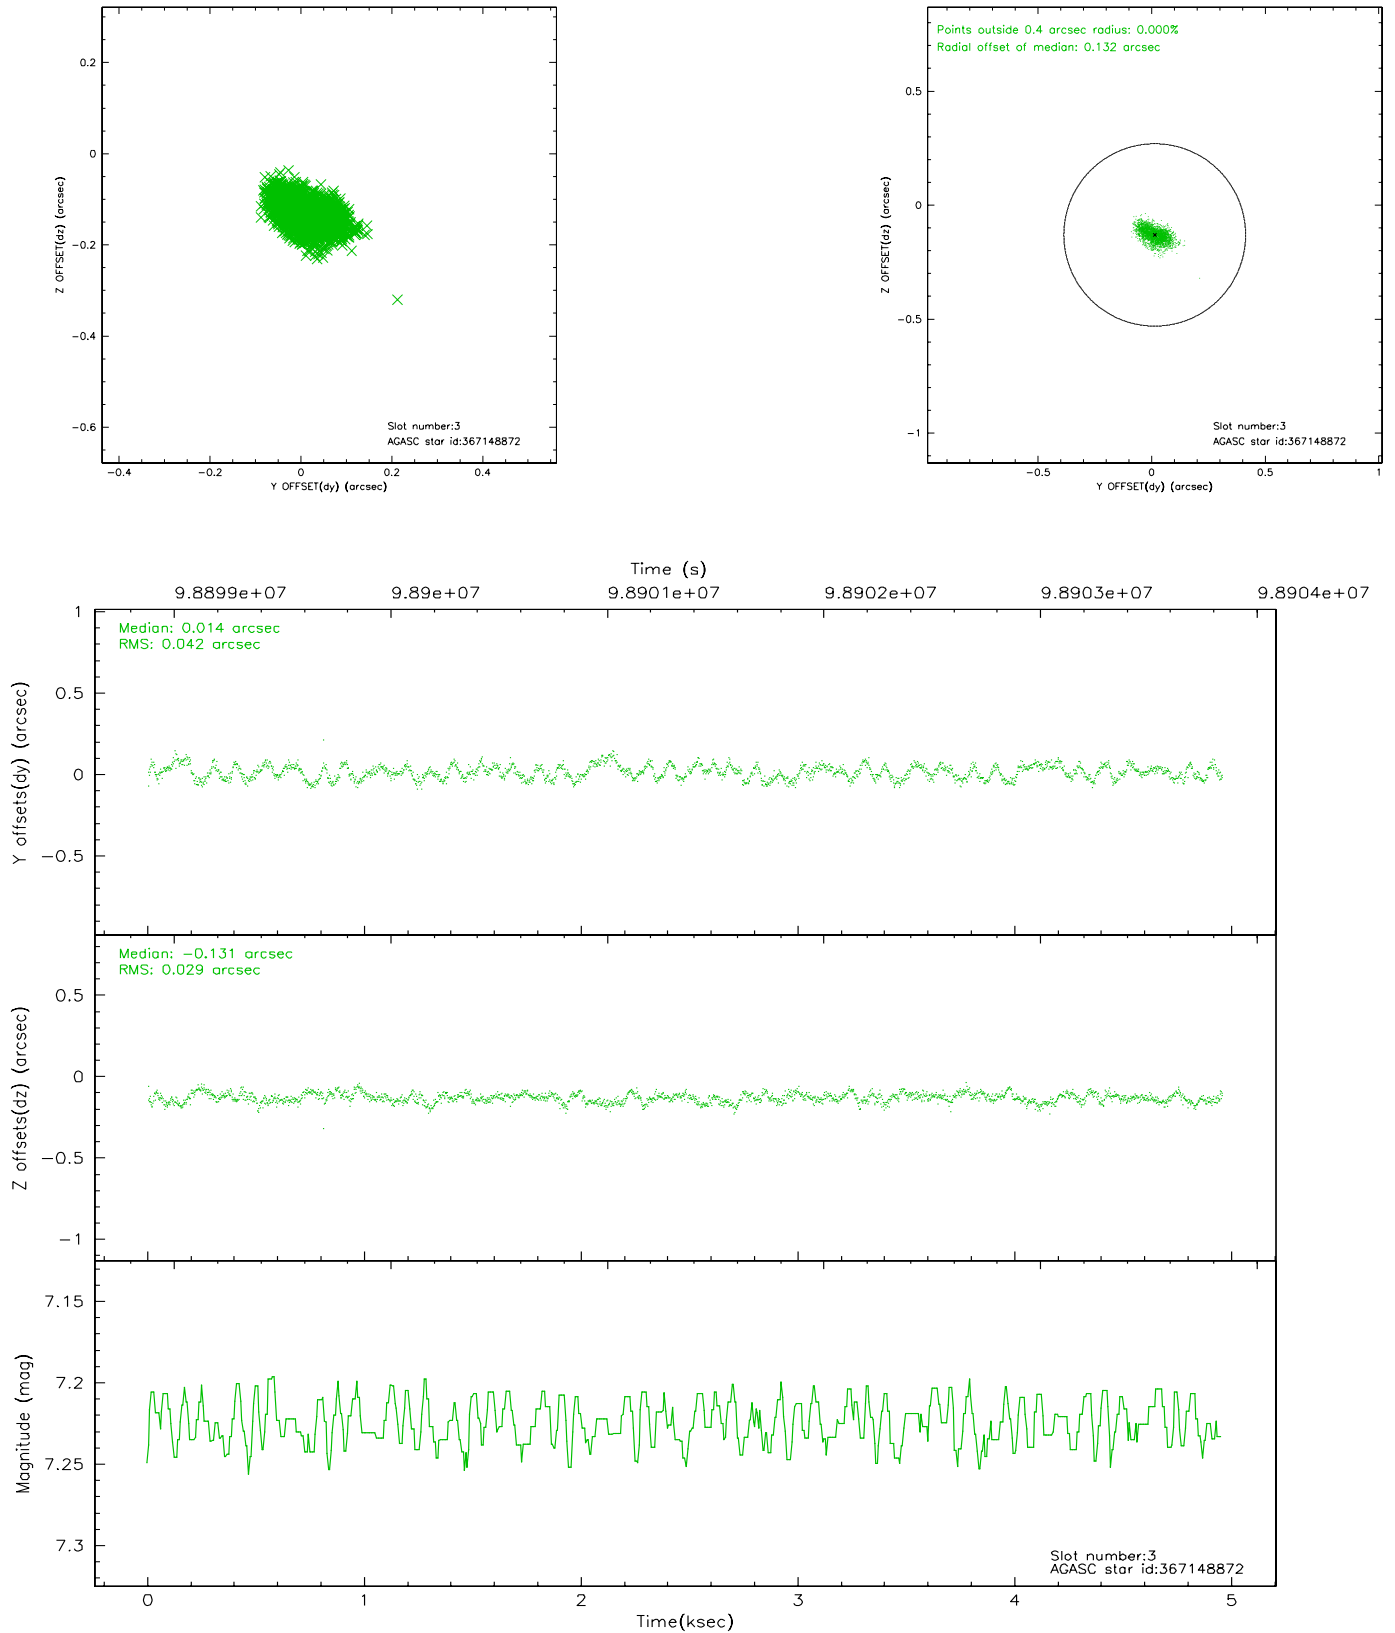 0.2
0
−0.2
−0.4
−0.6
Z OFFSET(dz) (arcsec)
Slot number:3
AGASC star id:367148872
−0.4 −0.2 0 0.2 0.4
Y OFFSET(dy) (arcsec)
Points outside 0.4 arcsec radius: 0.000%
Radial offset of median: 0.132 arcsec
0.5
0
−0.5
−1
Z OFFSET(dz) (arcsec)
Slot number:3
AGASC star id:367148872
−0.5 0 0.5 1
Y OFFSET(dy) (arcsec)
Time (s)
9.8899e+07 9.89e+07 9.8901e+07 9.8902e+07 9.8903e+07 9.8904e+07
Median: 0.014 arcsec
RMS: 0.042 arcsec
1
0.5
0
−0.5
Y offsets(dy) (arcsec)
Median: −0.131 arcsec
RMS: 0.029 arcsec
0.5
0
−0.5
−1
Z offsets(dz) (arcsec)
7.15
7.2
7.25
7.3
Magnitude (mag)
Slot number:3
AGASC star id:367148872
0 1 2 3 4 5
Time(ksec)